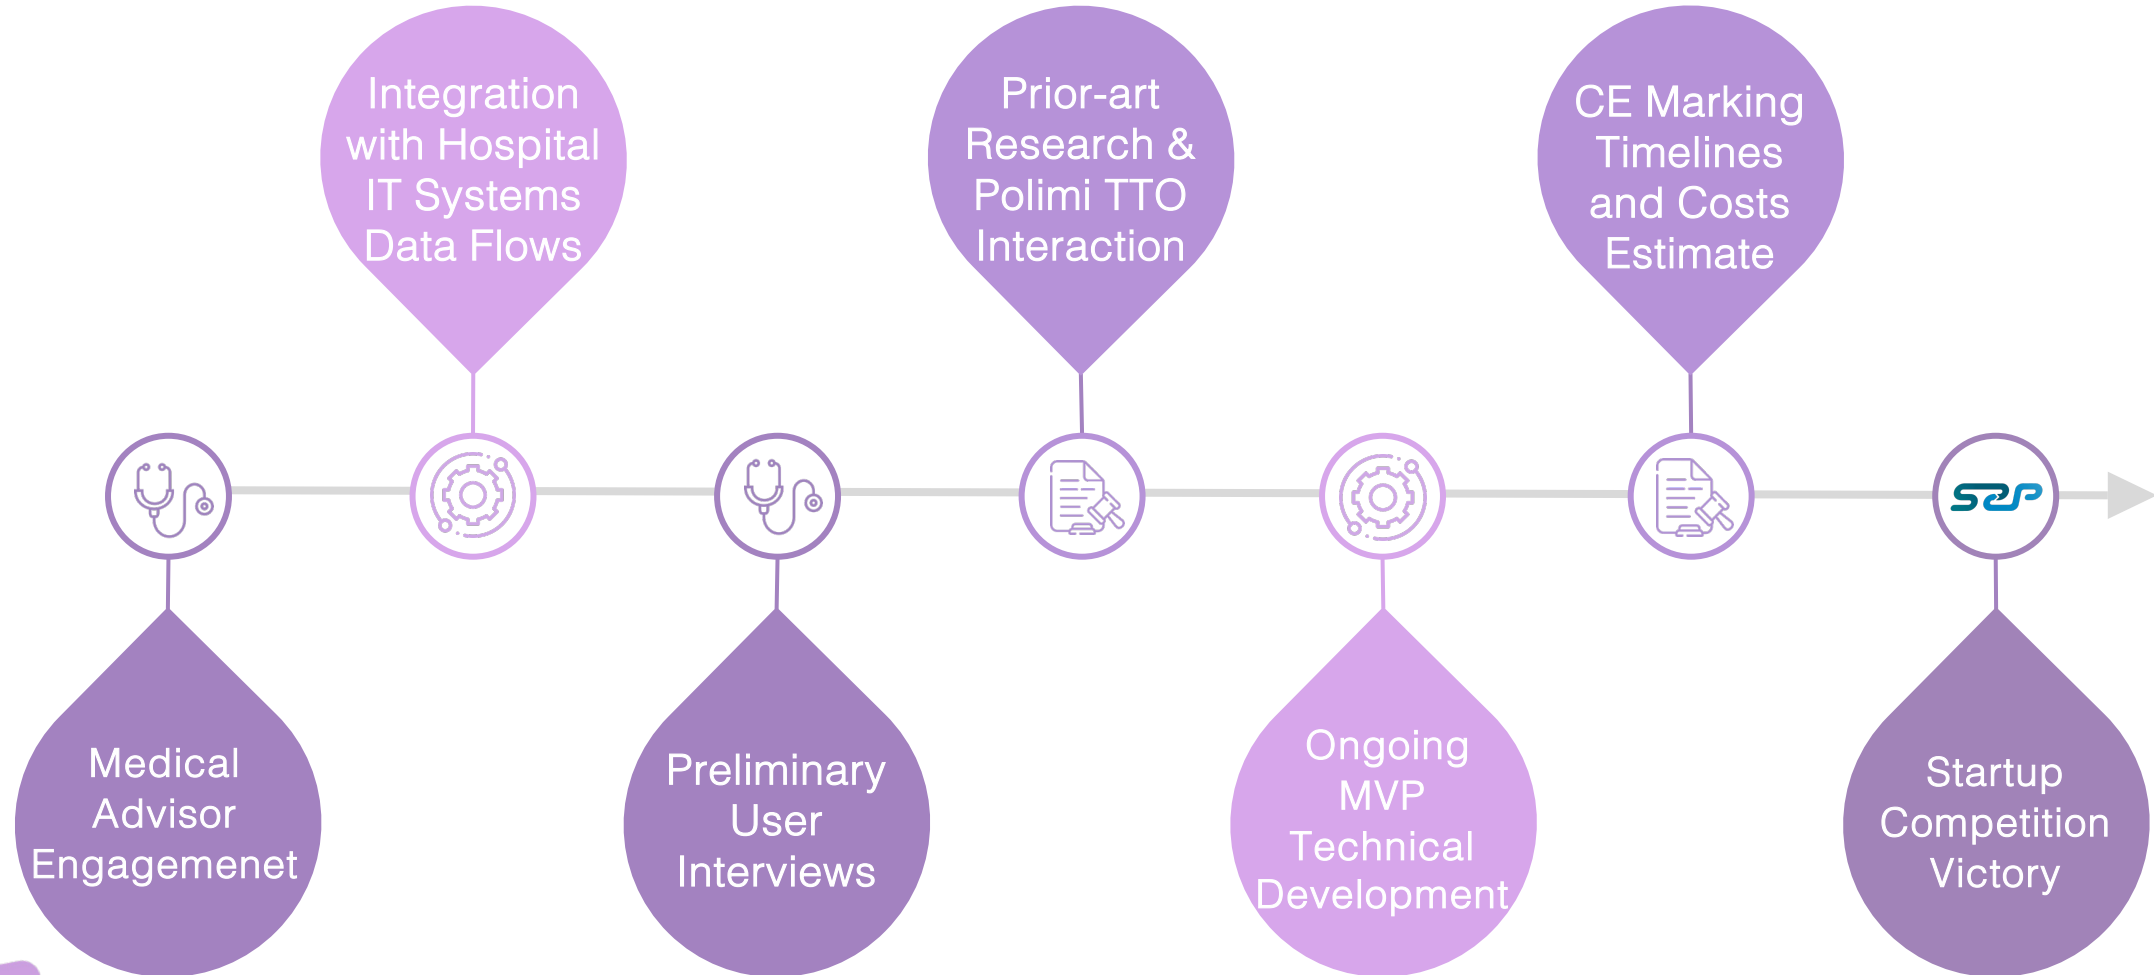 Medical
Advisor
Engagemenet
Integration
with Hospital
IT Systems
Data Flows
Preliminary
User
Interviews
Prior-art
Research &
Polimi TTO
Interaction
Ongoing
MVP
Technical
Development
CE Marking
Timelines
and Costs
Estimate
S2P
Startup
Competition
Victory